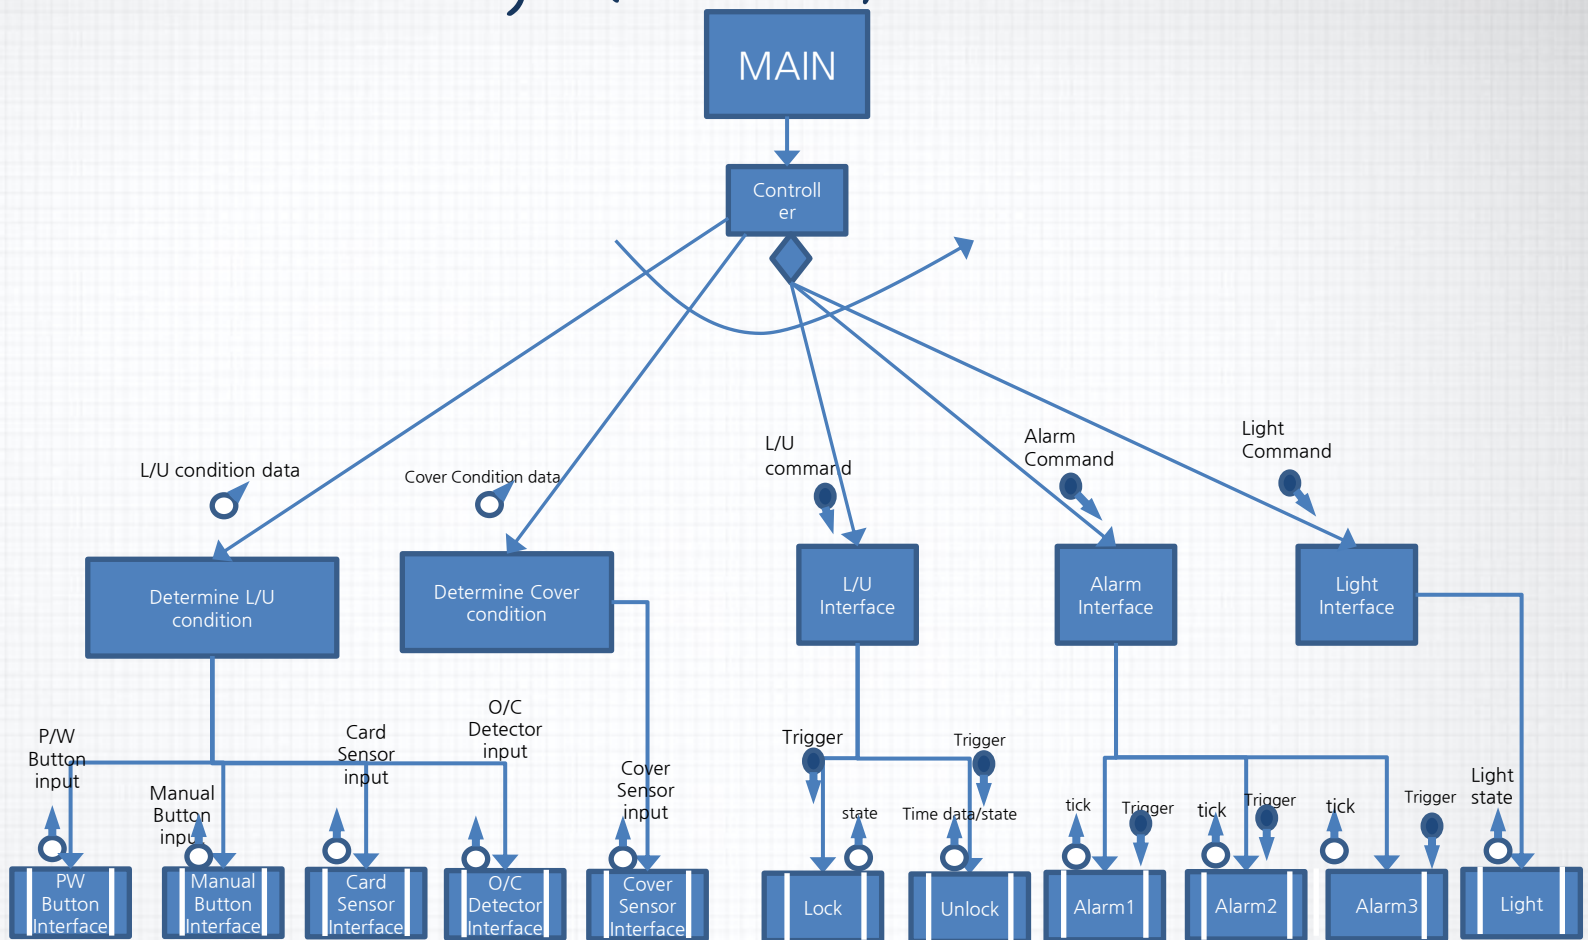 MAIN
Controll
er
L/U condition data
Cover Condition data
L/U
command
Alarm
Command
Light
Command
Determine L/U
condition
Determine Cover
condition
L/U
Interface
Alarm
Interface
Light
Interface
P/W
Button
input
Manual
Button
input
Card
Sensor
input
O/C
Detector
input
Cover
Sensor
input
Trigger
state
Trigger
Time data/state
tick
Trigger
tick
Trigger
tick
Trigger
Light
state
PW
Button
Interface
Manual
Button
Interface
Card
Sensor
Interface
O/C
Detector
Interface
Cover
Sensor
Interface
Lock
Unlock
Alarm1
Alarm2
Alarm3
Light